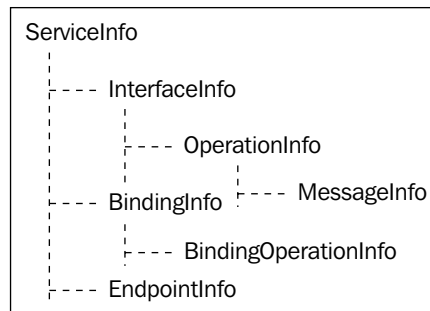 ServiceInfo
InterfaceInfo
OperationInfo
MessageInfo
BindingInfo
BindingOperationInfo
EndpointInfo